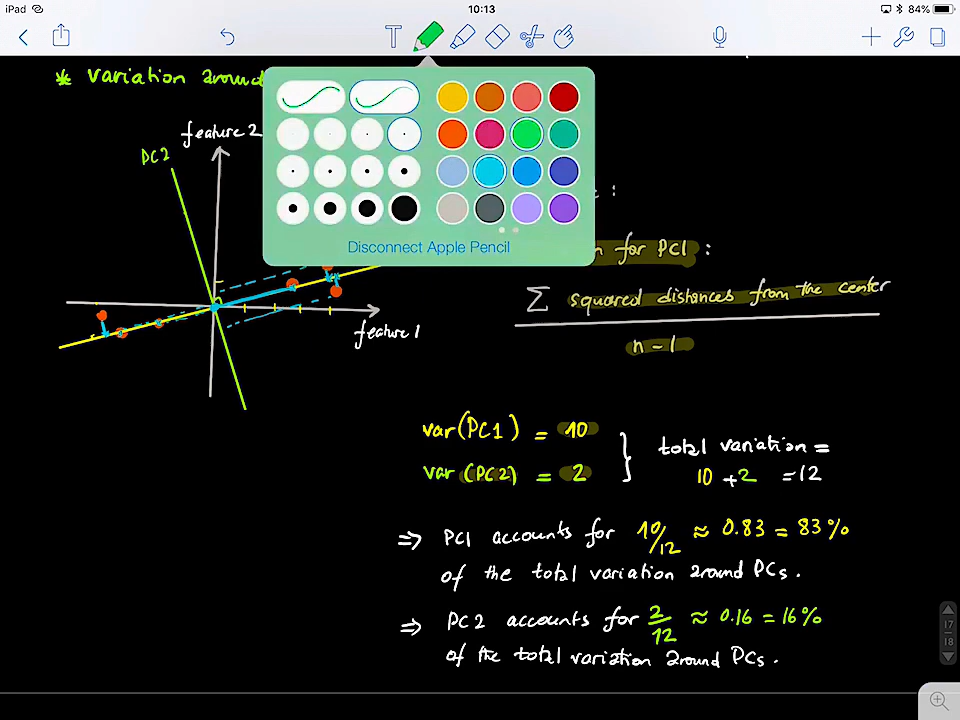 iPad 10:13 84%
T
* Variation around
feature 2
PC2
Disconnect Apple Pencil
for PC1 :
Σ squared distances from the center
n - 1
feature 1
var(PC1) = 10
var (PC2) = 2
total variation =
10 + 2 = 12
⇒ PC1 accounts for 10/12 ≈ 0.83 = 83%
of the total variation around PCs.
⇒ PC2 accounts for 2/12 ≈ 0.16 = 16%
of the total variation around PCs.
17
18